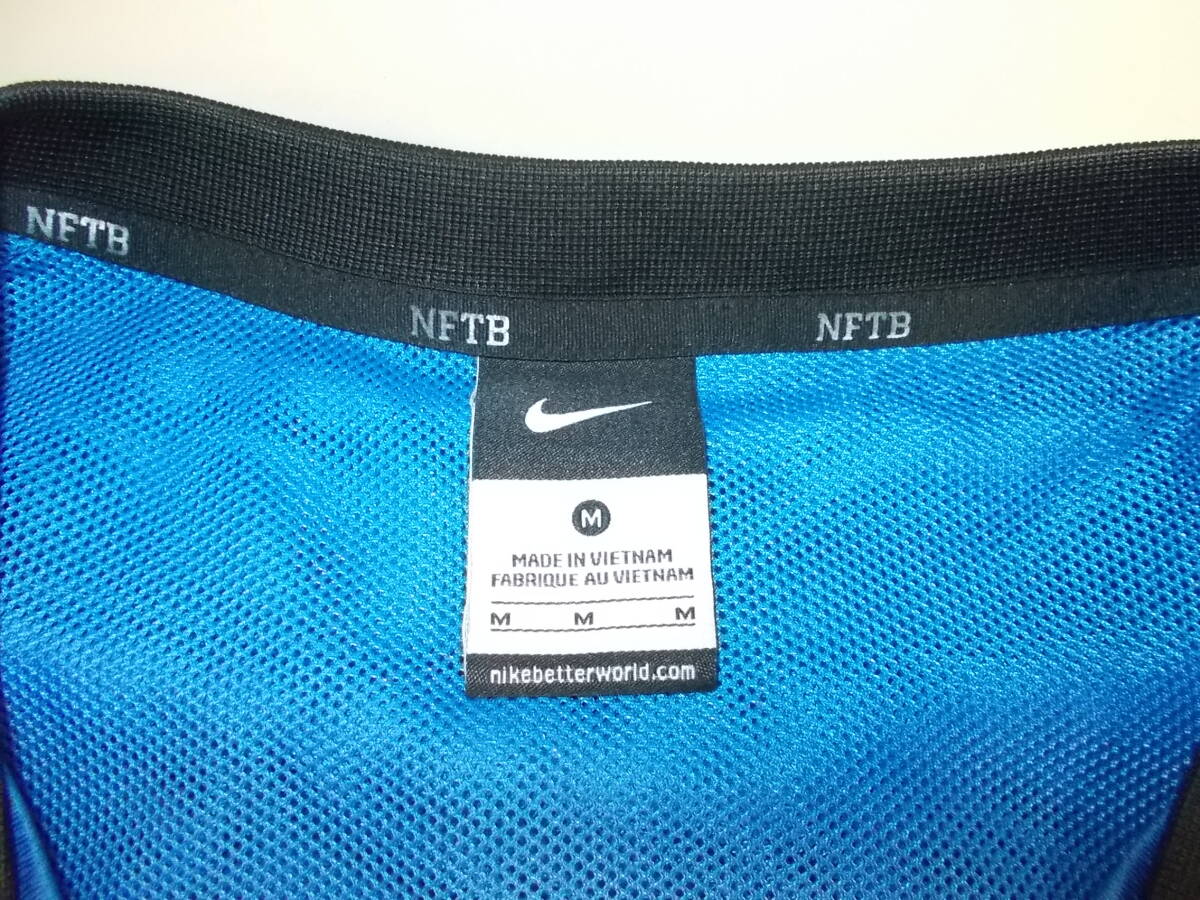 NFTB
NFTB
NFTB
M
MADE IN VIETNAM
FABRIQUE AU VIETNAM
M M M
nikebetterworld.com